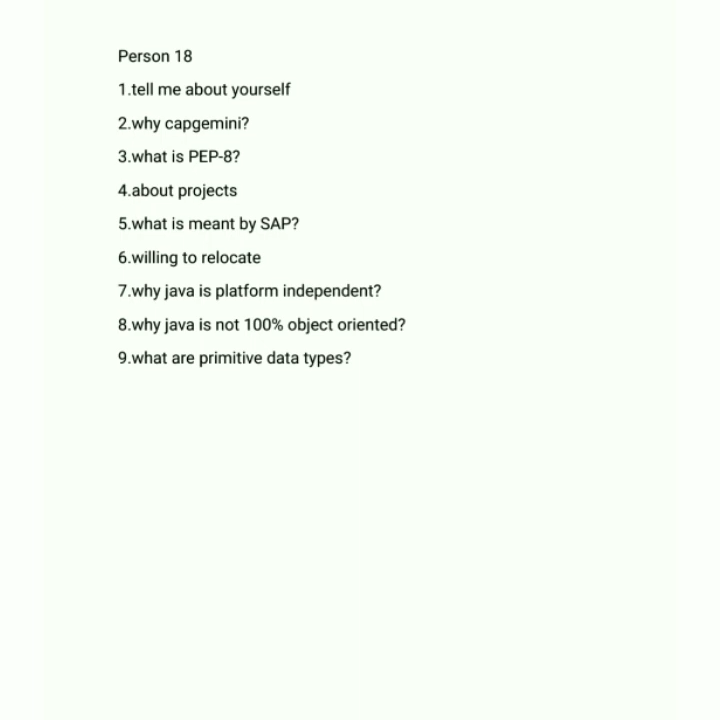 Person 18
1.tell me about yourself
2.why capgemini?
3.what is PEP-8?
4.about projects
5.what is meant by SAP?
6.willing to relocate
7.why java is platform independent?
8.why java is not 100% object oriented?
9.what are primitive data types?